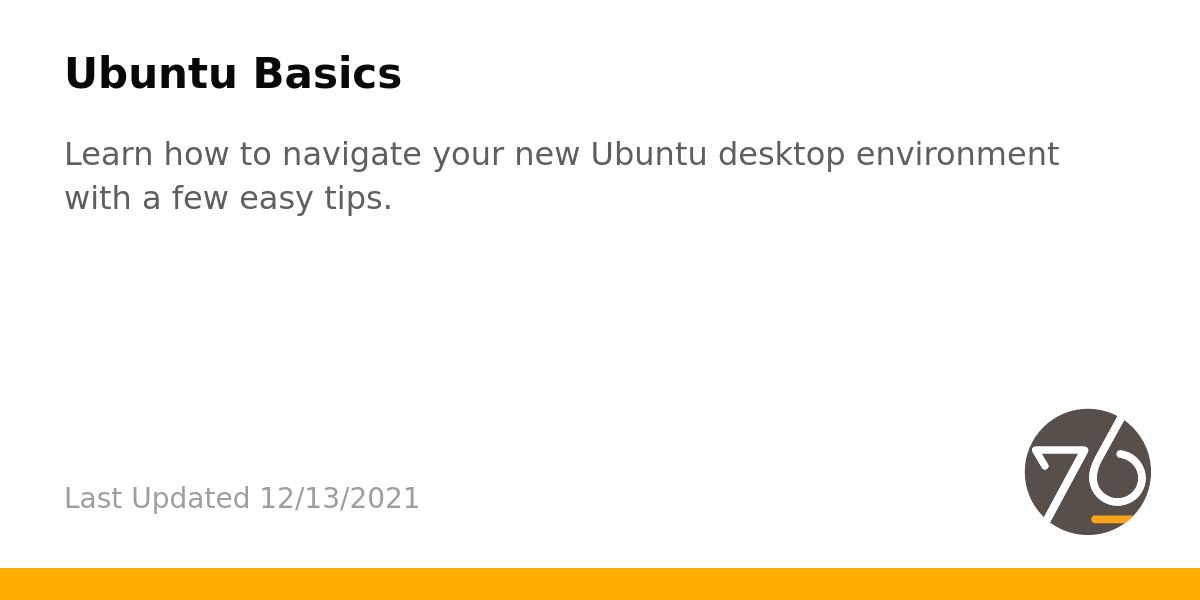 Ubuntu Basics
Learn how to navigate your new Ubuntu desktop environment
with a few easy tips.
Last Updated 12/13/2021
76